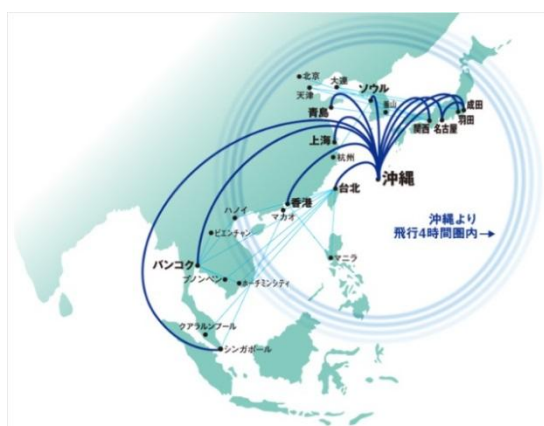 北京
大連
天津
ソウル
釜山
青島
成田
羽田
関西
名古屋
上海
杭州
沖縄
台北
香港
マカオ
ハノイ
沖縄より
飛行4時間圏内→
ビエンチャン
バンコク
マニラ
プノンペン
ホーチミンシティ
クアラルンプール
シンガポール